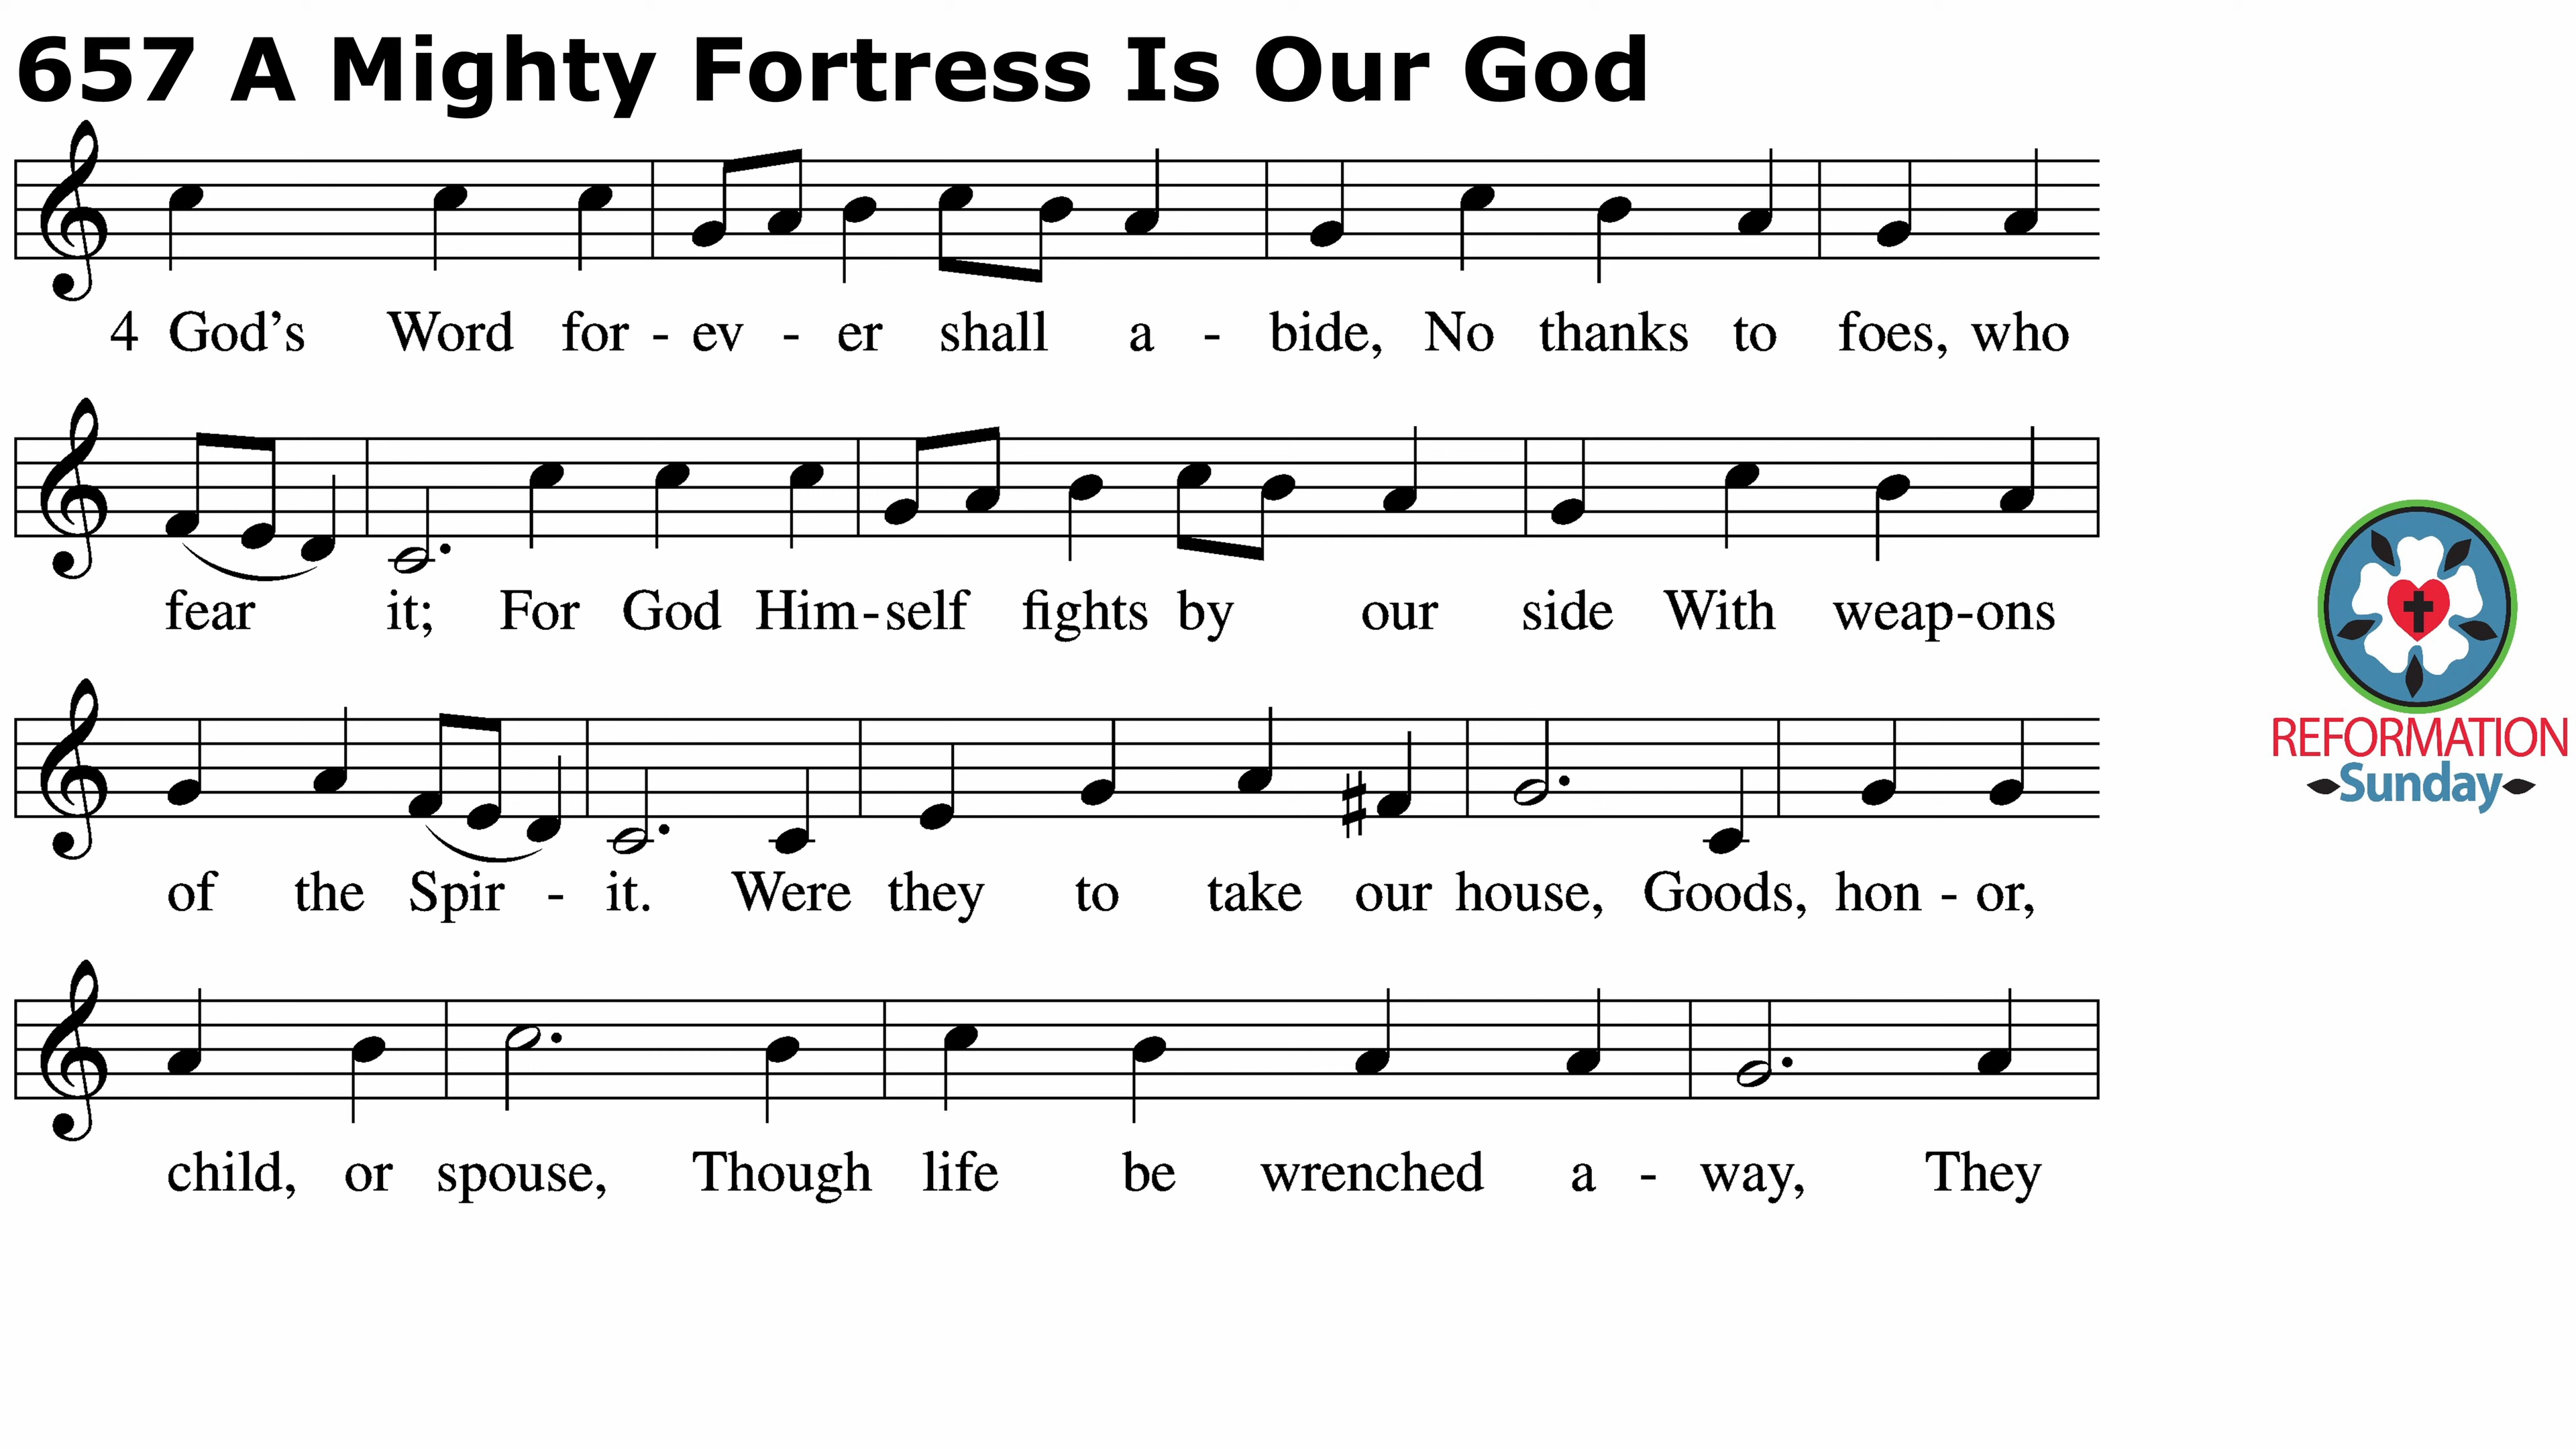 657 A Mighty Fortress Is Our God
4 God’s Word for - ev - er shall a - bide, No thanks to foes, who
fear it; For God Him-self fights by our side With weap-ons
of the Spir - it. Were they to take our house, Goods, hon - or,
child, or spouse, Though life be wrenched a - way, They
REFORMATION
Sunday